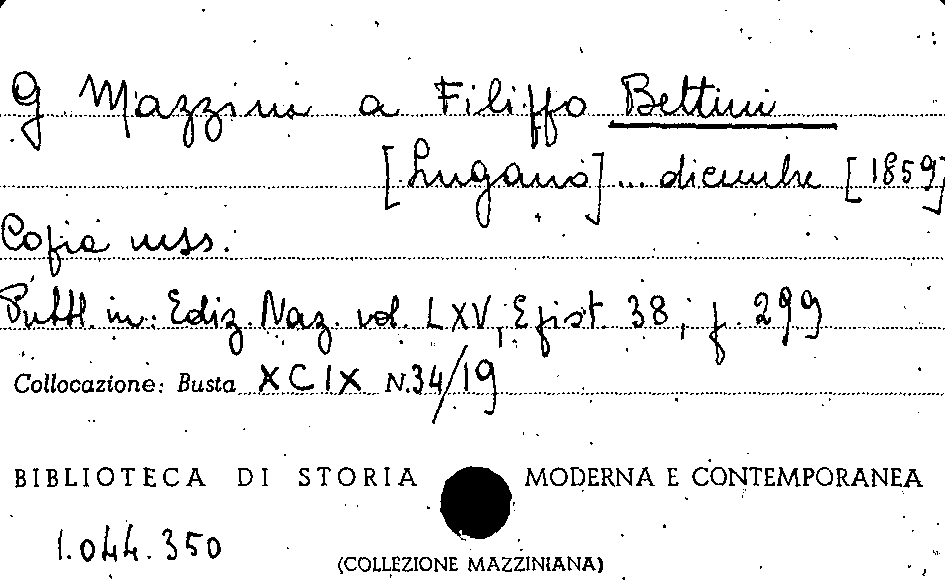 G Mazzini a Filippo Bettini
[Lugano] ... dicembre [1859]
Copia mss.
Pubbl. in: Ediz. Naz. vol. LXV, Epist. 38, p. 299
Collocazione: Busta XCIX N.34/19
BIBLIOTECA DI STORIA MODERNA E CONTEMPORANEA
1.044.350
(COLLEZIONE MAZZINIANA)